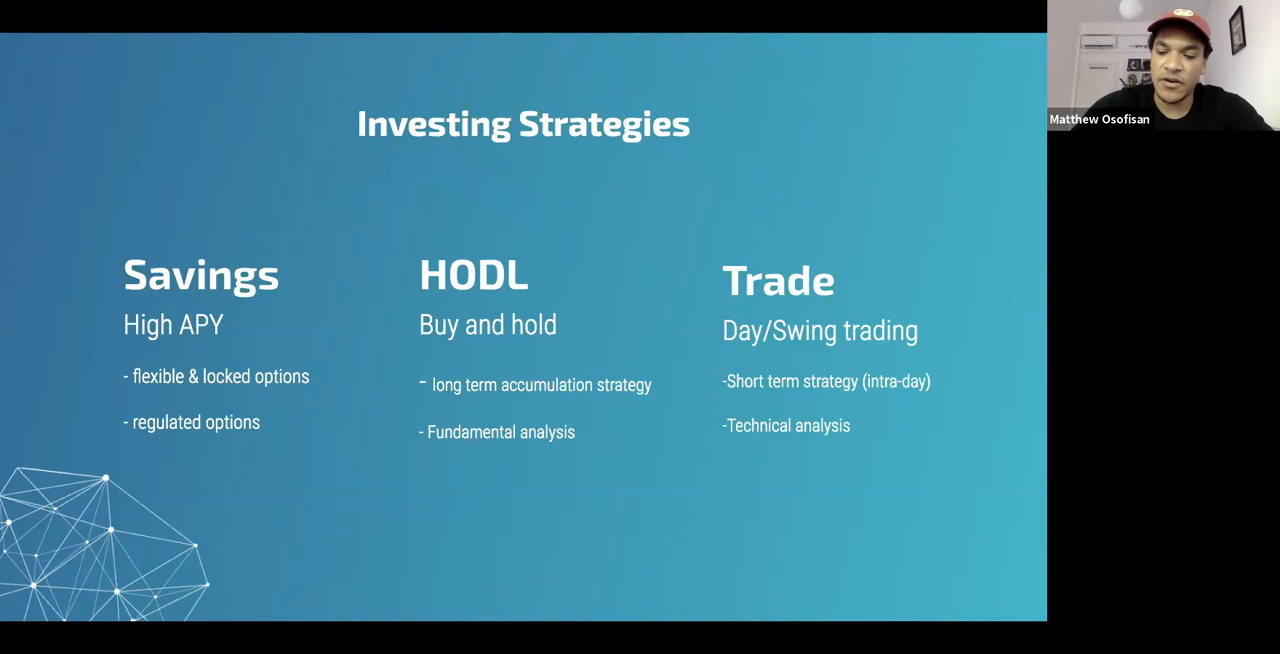 Investing Strategies
Savings
High APY
- flexible & locked options
- regulated options
HODL
Buy and hold
- long term accumulation strategy
- Fundamental analysis
Trade
Day/Swing trading
-Short term strategy (intra-day)
-Technical analysis
Matthew Osofisan